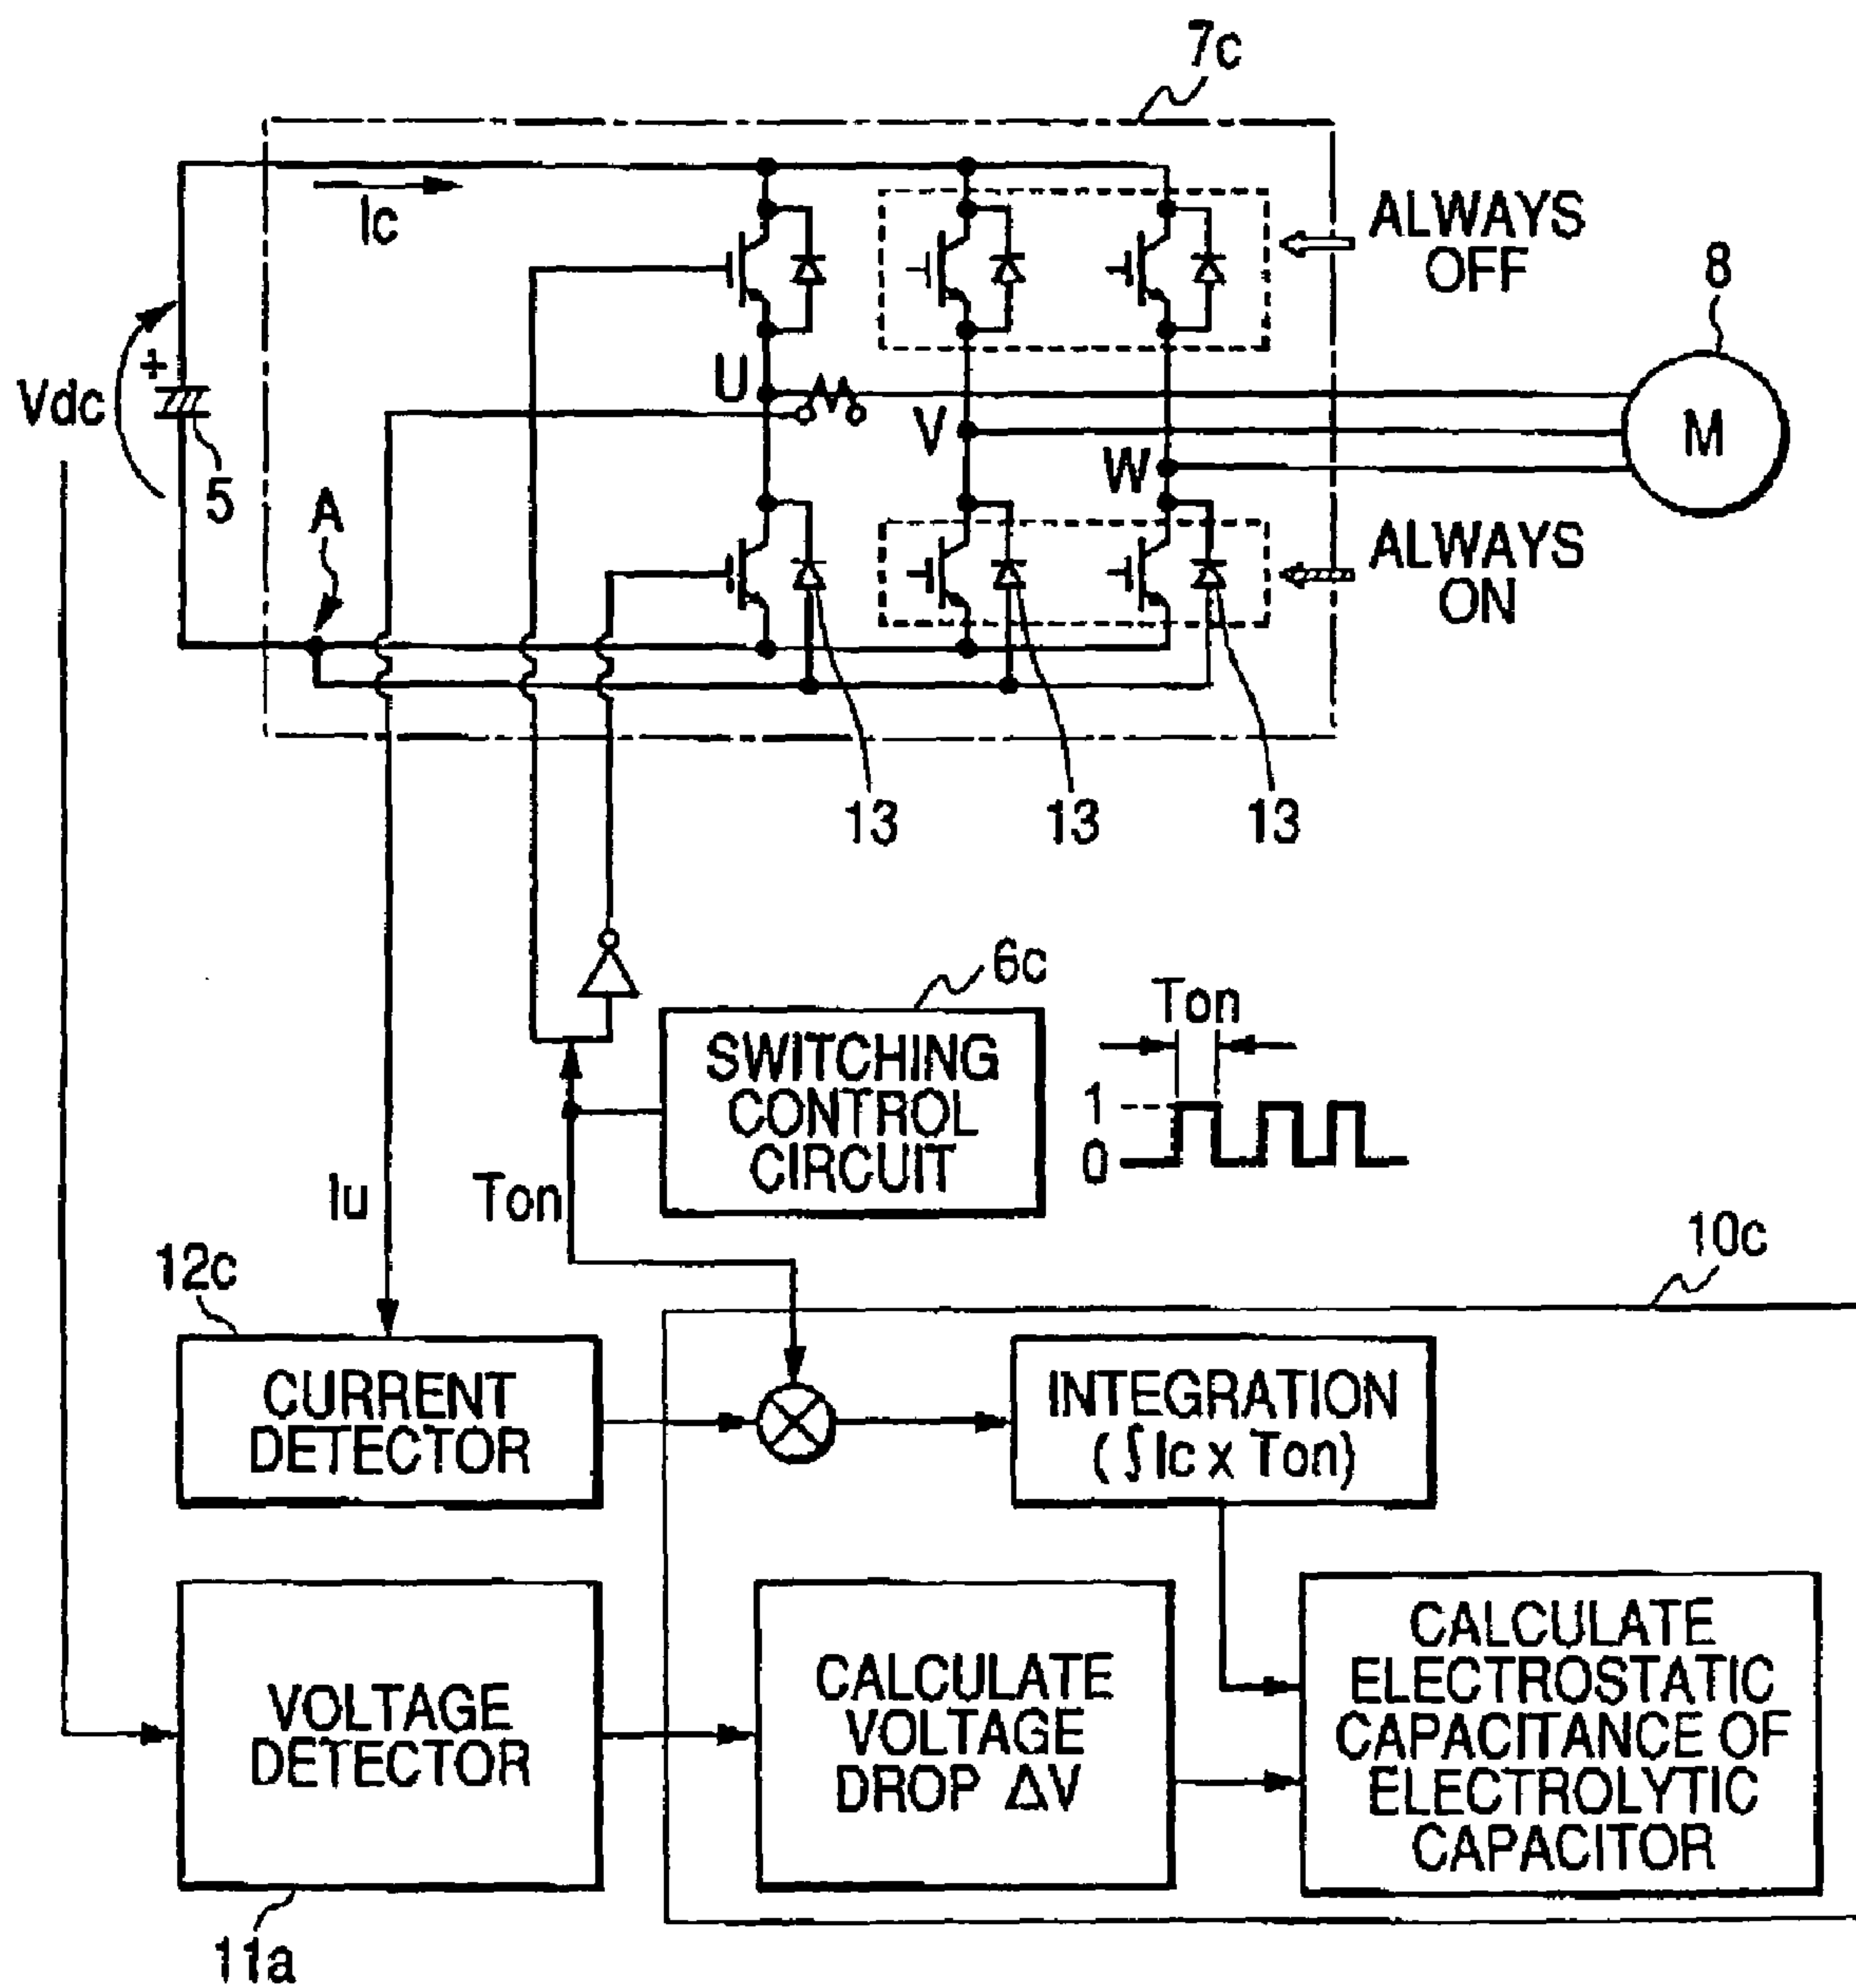 7c
Ic
ALWAYS
OFF
8
Vdc
+
5
U
V
W
M
A
ALWAYS
ON
13
13
13
6c
SWITCHING
CONTROL
CIRCUIT
Ton
1
0
Iu
Ton
12c
10c
CURRENT
DETECTOR
INTEGRATION
(∫Ic x Ton)
VOLTAGE
DETECTOR
CALCULATE
VOLTAGE
DROP ΔV
CALCULATE
ELECTROSTATIC
CAPACITANCE OF
ELECTROLYTIC
CAPACITOR
11a